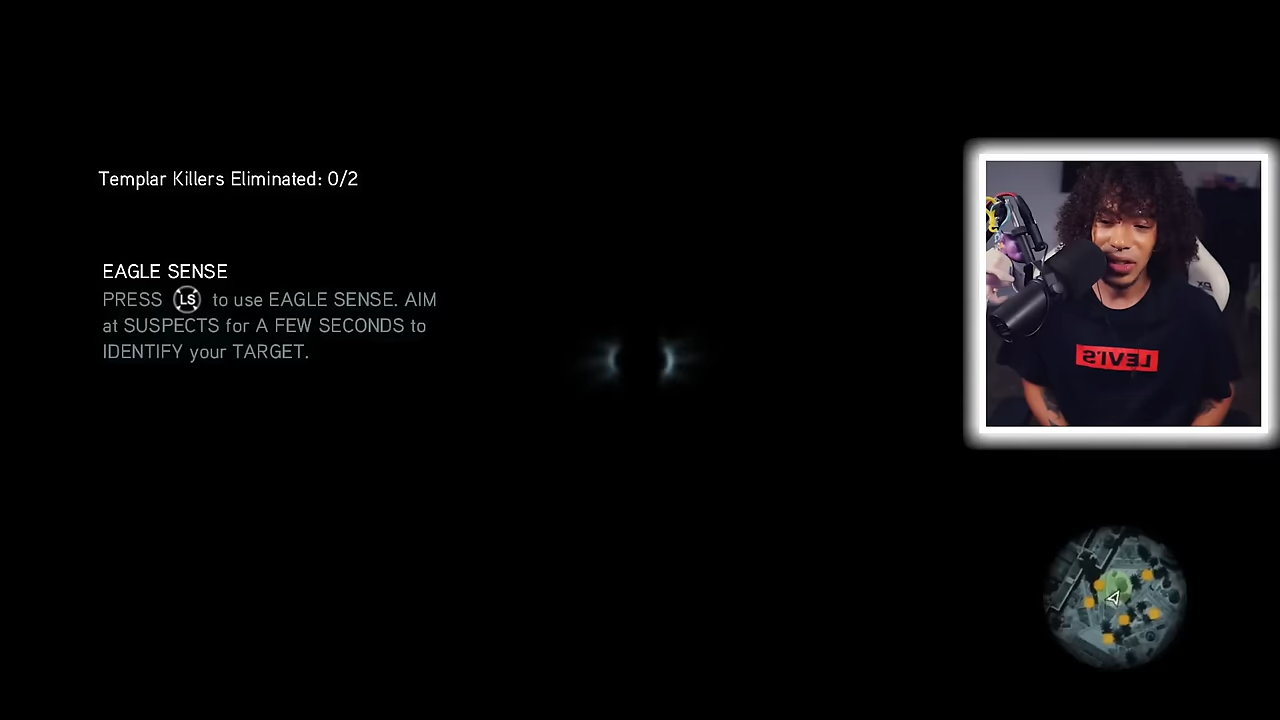 Templar Killers Eliminated: 0/2
EAGLE SENSE
PRESS LS to use EAGLE SENSE. AIM
at SUSPECTS for A FEW SECONDS to
IDENTIFY your TARGET.
LEVI'S